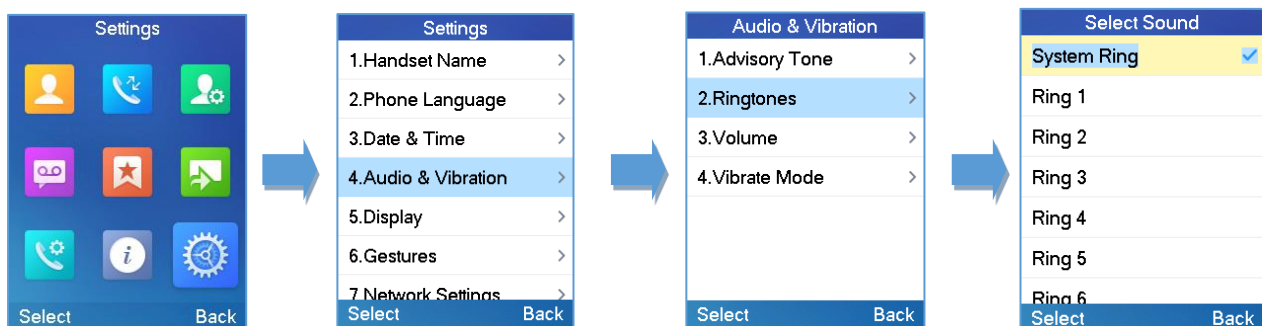 Settings
Select Back
Settings
1.Handset Name
2.Phone Language
3.Date & Time
4.Audio & Vibration
5.Display
6.Gestures
7.Network Settings
Select Back
Audio & Vibration
1.Advisory Tone
2.Ringtones
3.Volume
4.Vibrate Mode
Select Back
Select Sound
System Ring
Ring 1
Ring 2
Ring 3
Ring 4
Ring 5
Ring 6
Select Back